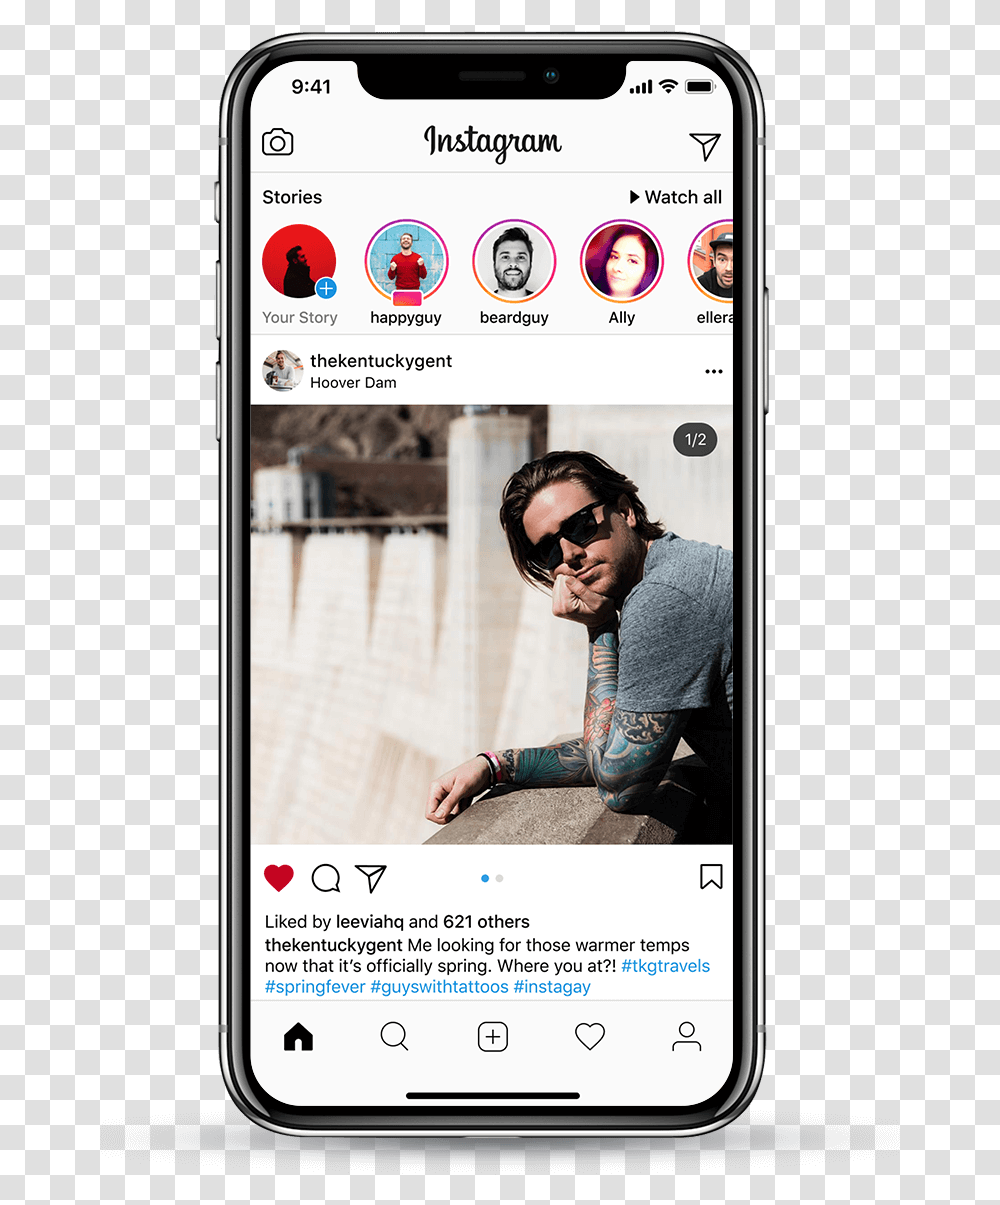 9:41
Instagram
Stories
Watch all
Your Story
happyguy
beardguy
Ally
ellera
thekentuckygent
Hoover Dam
1/2
Liked by leeviahq and 621 others
thekentuckygent Me looking for those warmer temps
now that it’s officially spring. Where you at?! #tkgtravels
#springfever #guyswithtattoos #instagay